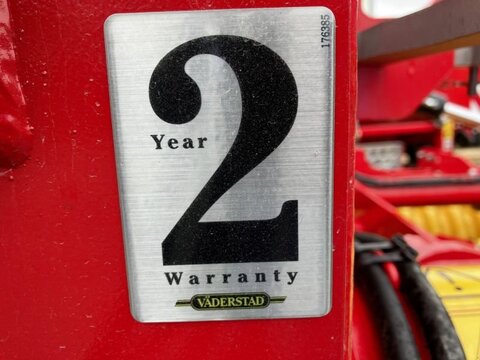 176385
2
Year
Warranty
VÄDERSTAD